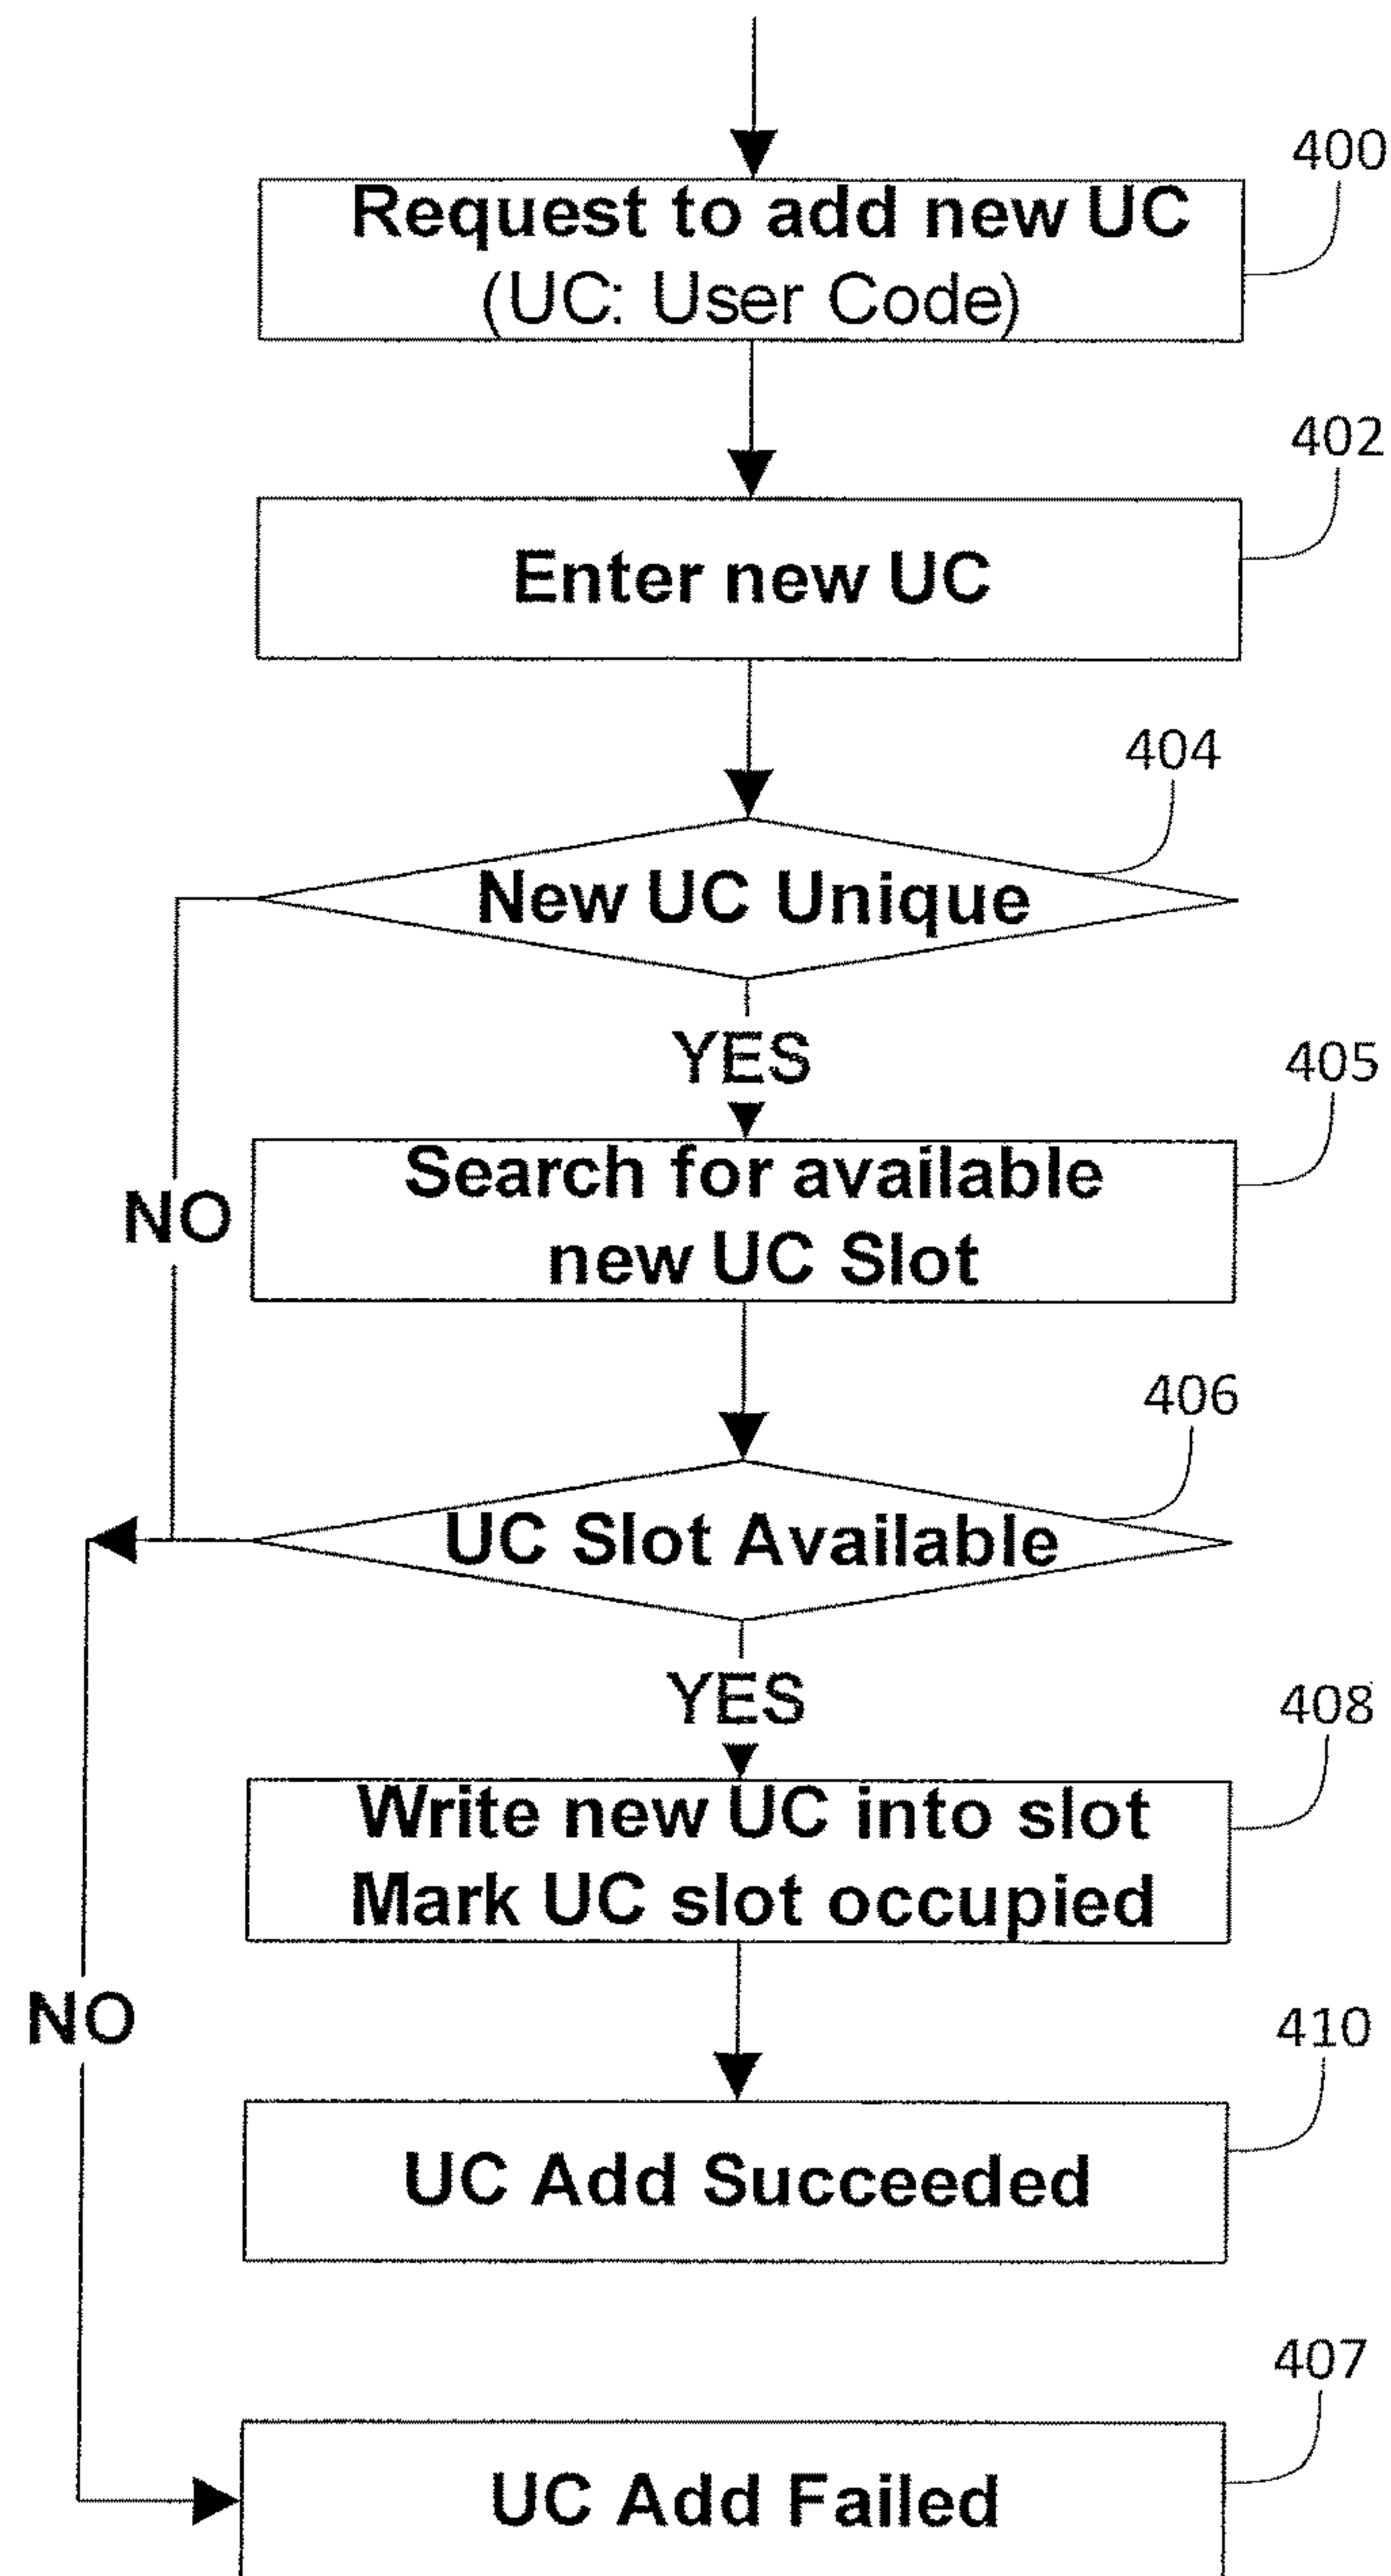 400
Request to add new UC
(UC: User Code)
402
Enter new UC
404
New UC Unique
YES
405
Search for available
new UC Slot
NO
406
UC Slot Available
YES
408
Write new UC into slot
Mark UC slot occupied
NO
410
UC Add Succeeded
407
UC Add Failed